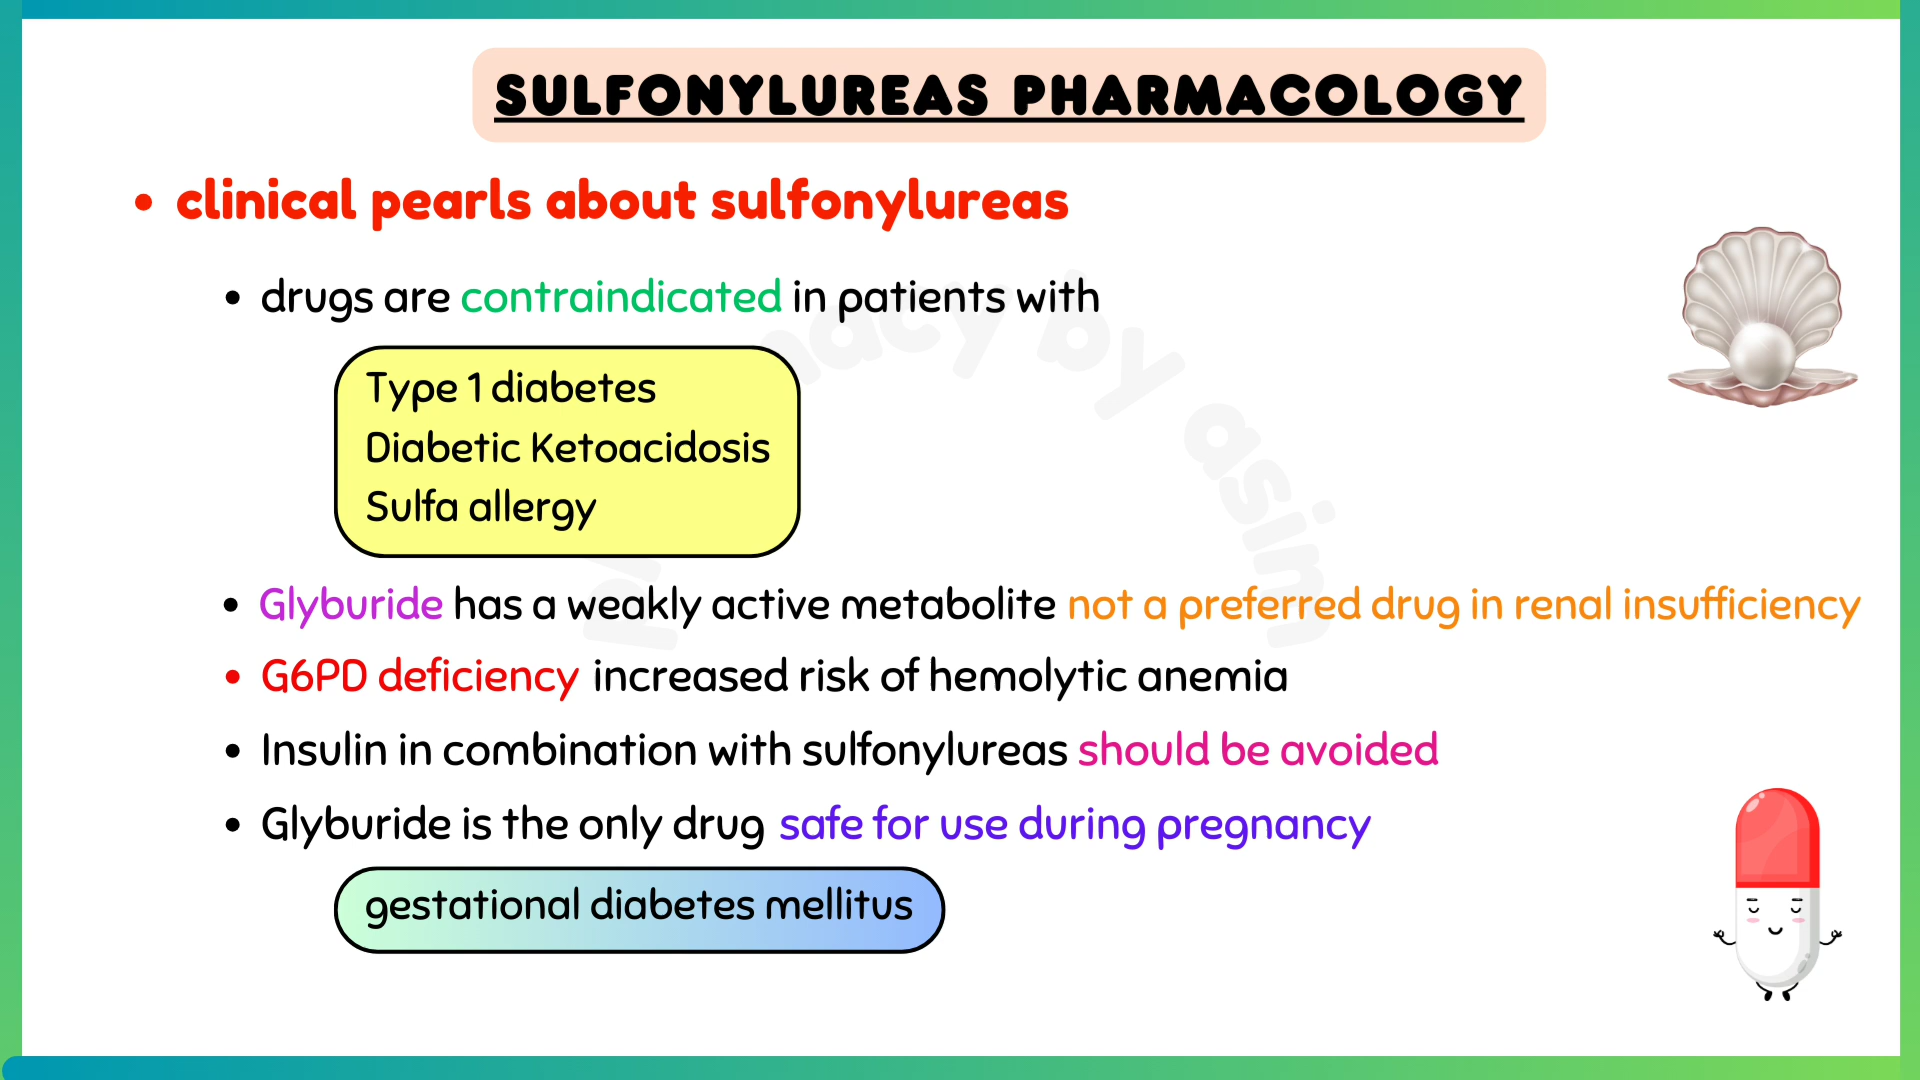 SULFONYLUREAS PHARMACOLOGY
• clinical pearls about sulfonylureas
• drugs are contraindicated in patients with
Type 1 diabetes
Diabetic Ketoacidosis
Sulfa allergy
• Glyburide has a weakly active metabolite not a preferred drug in renal insufficiency
• G6PD deficiency increased risk of hemolytic anemia
• Insulin in combination with sulfonylureas should be avoided
• Glyburide is the only drug safe for use during pregnancy
gestational diabetes mellitus
by asim